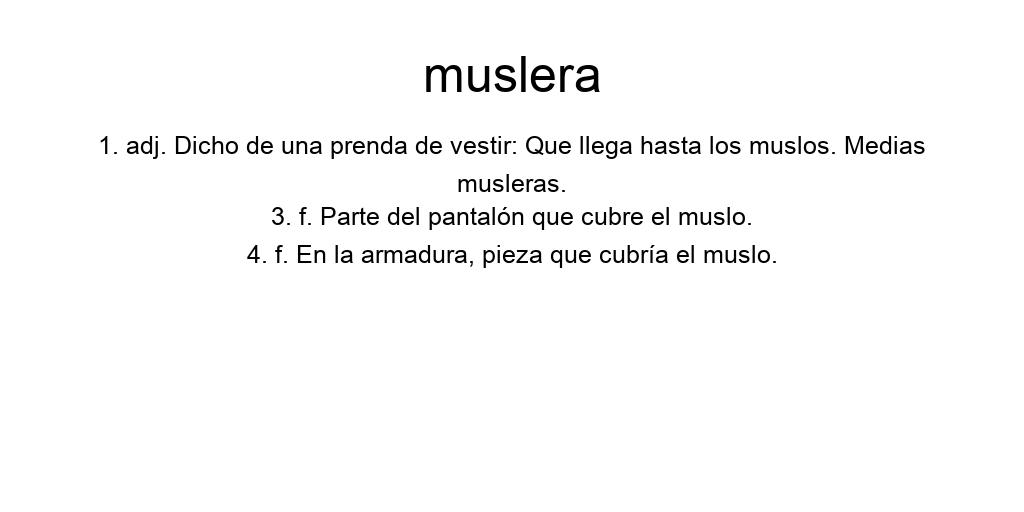 muslera
1. adj. Dicho de una prenda de vestir: Que llega hasta los muslos. Medias
musleras.
3. f. Parte del pantalón que cubre el muslo.
4. f. En la armadura, pieza que cubría el muslo.